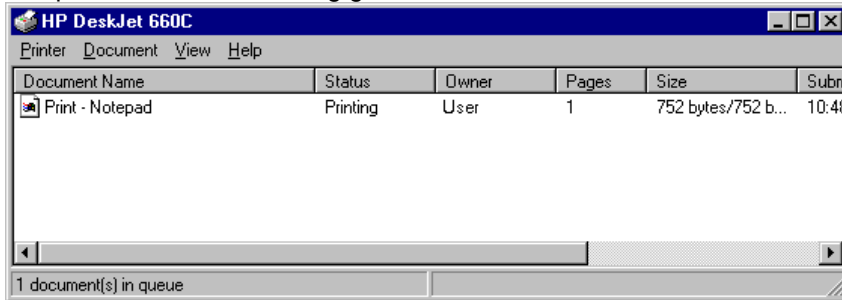 HP DeskJet 660C
Printer Document View Help
Document Name Status Owner Pages Size
Print - Notepad Printing User 1 752 bytes/752 b... 10:48
1 document(s) in queue